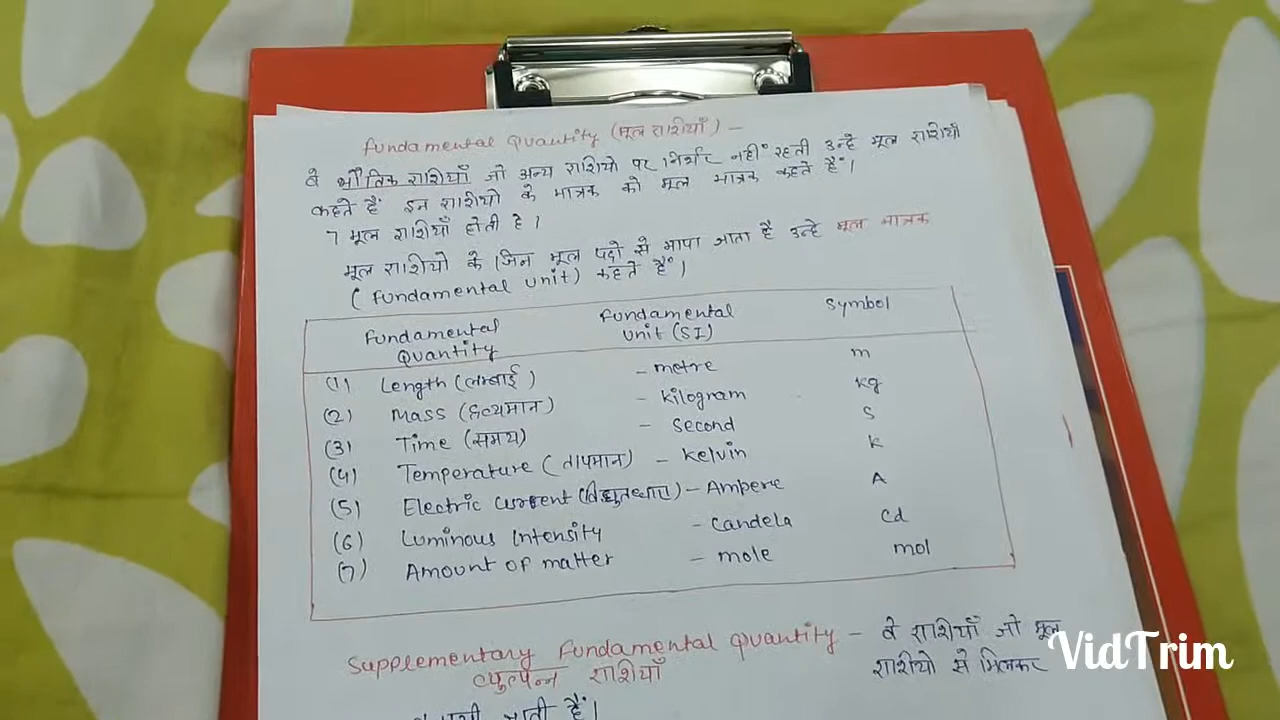 Fundamental Quantity (मूल राशियाँ) -
वे भौतिक राशियाँ जो अन्य राशियो पर निर्भर नहीं रहती उन्हे मूल राशियाँ
कहते हैं इन राशियो के मात्रक को मूल मात्रक कहते हैं।
7 मूल राशियाँ होती है।
मूल राशियो के जिन मूल पदो से मापा जाता है उन्हे मूल मात्रक
(fundamental unit) कहते हैं।
Fundamental Quantity Fundamental Unit (SI) Symbol
(1) Length (लम्बाई) - metre m
(2) Mass (द्रव्यमान) - kilogram kg
(3) Time (समय) - second S
(4) Temperature (तापमान) - kelvin k
(5) Electric Current (विद्युतधारा) - Ampere A
(6) Luminous Intensity - Candela Cd
(7) Amount of matter - mole mol
Supplementary Fundamental Quantity - वे राशियाँ जो मूल
व्युत्पन्न राशियाँ राशीयो से मिलकर
जाती हैं।
VidTrim